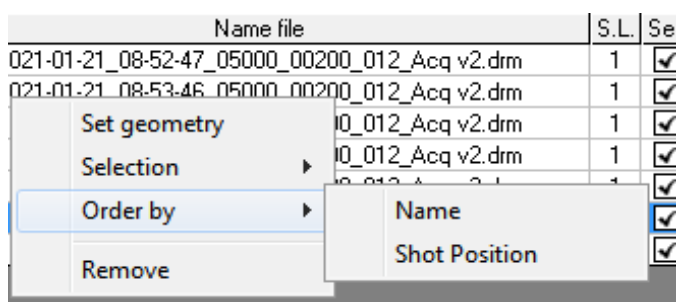 Name file S.L. Se
021-01-21_08-52-47_05000_00200_012_Acq v2.drm 1
021-01-21_08-53-46_05000_00200_012_Acq v2.drm 1
Set geometry 0_012_Acq v2.drm 1
Selection 0_012_Acq v2.drm 1
Order by
Name
Shot Position
Remove